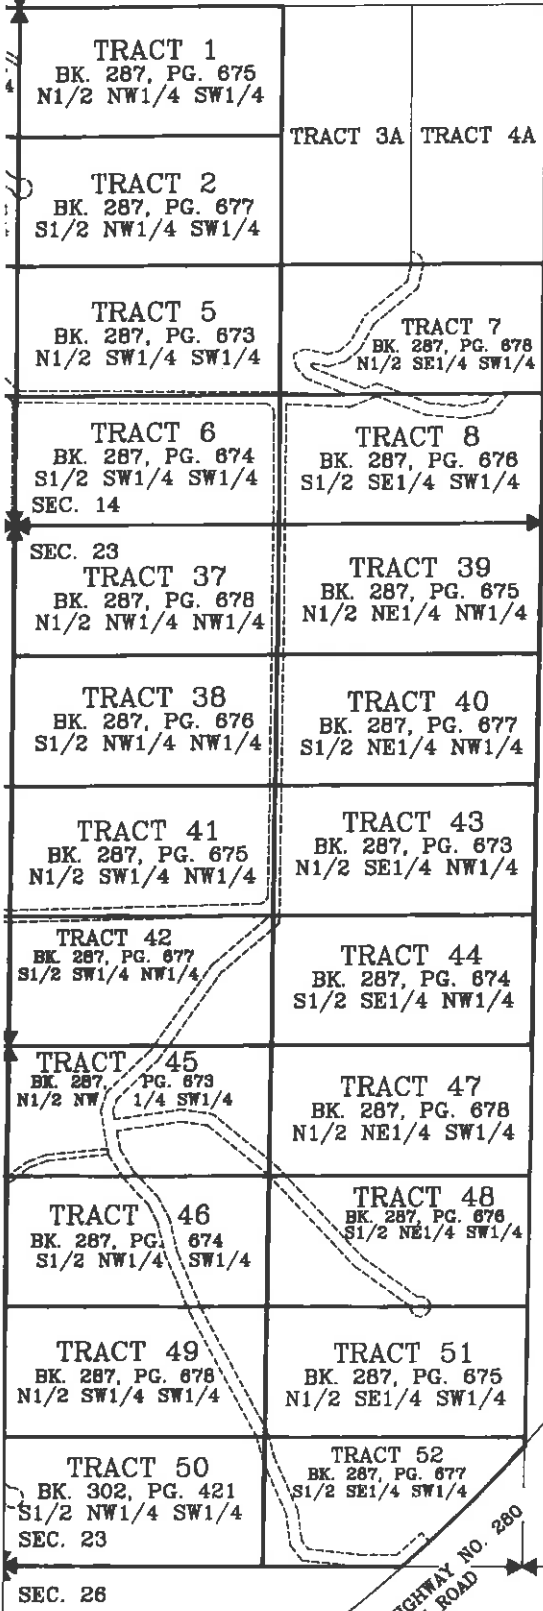 TRACT 1
BK. 287, PG. 675
N1/2 NW1/4 SW1/4
TRACT 3A
TRACT 4A
TRACT 2
BK. 287, PG. 677
S1/2 NW1/4 SW1/4
TRACT 5
BK. 287, PG. 673
N1/2 SW1/4 SW1/4
TRACT 7
BK. 287, PG. 678
N1/2 SE1/4 SW1/4
TRACT 6
BK. 287, PG. 674
S1/2 SW1/4 SW1/4
SEC. 14
TRACT 8
BK. 287, PG. 676
S1/2 SE1/4 SW1/4
SEC. 23
TRACT 37
BK. 287, PG. 678
N1/2 NW1/4 NW1/4
TRACT 39
BK. 287, PG. 675
N1/2 NE1/4 NW1/4
TRACT 38
BK. 287, PG. 676
S1/2 NW1/4 NW1/4
TRACT 40
BK. 287, PG. 677
S1/2 NE1/4 NW1/4
TRACT 41
BK. 287, PG. 675
N1/2 SW1/4 NW1/4
TRACT 43
BK. 287, PG. 673
N1/2 SE1/4 NW1/4
TRACT 42
BK. 287, PG. 677
S1/2 SW1/4 NW1/4
TRACT 44
BK. 287, PG. 674
S1/2 SE1/4 NW1/4
TRACT 45
BK. 287, PG. 673
N1/2 NW 1/4 SW1/4
TRACT 47
BK. 287, PG. 678
N1/2 NE1/4 SW1/4
TRACT 46
BK. 287, PG. 674
S1/2 NW1/4 SW1/4
TRACT 48
BK. 287, PG. 676
S1/2 NE1/4 SW1/4
TRACT 49
BK. 287, PG. 678
N1/2 SW1/4 SW1/4
TRACT 51
BK. 287, PG. 675
N1/2 SE1/4 SW1/4
TRACT 50
BK. 302, PG. 421
S1/2 NW1/4 SW1/4
SEC. 23
TRACT 52
BK. 287, PG. 677
S1/2 SE1/4 SW1/4
SEC. 26
IGHWAY NO. 280
ROAD